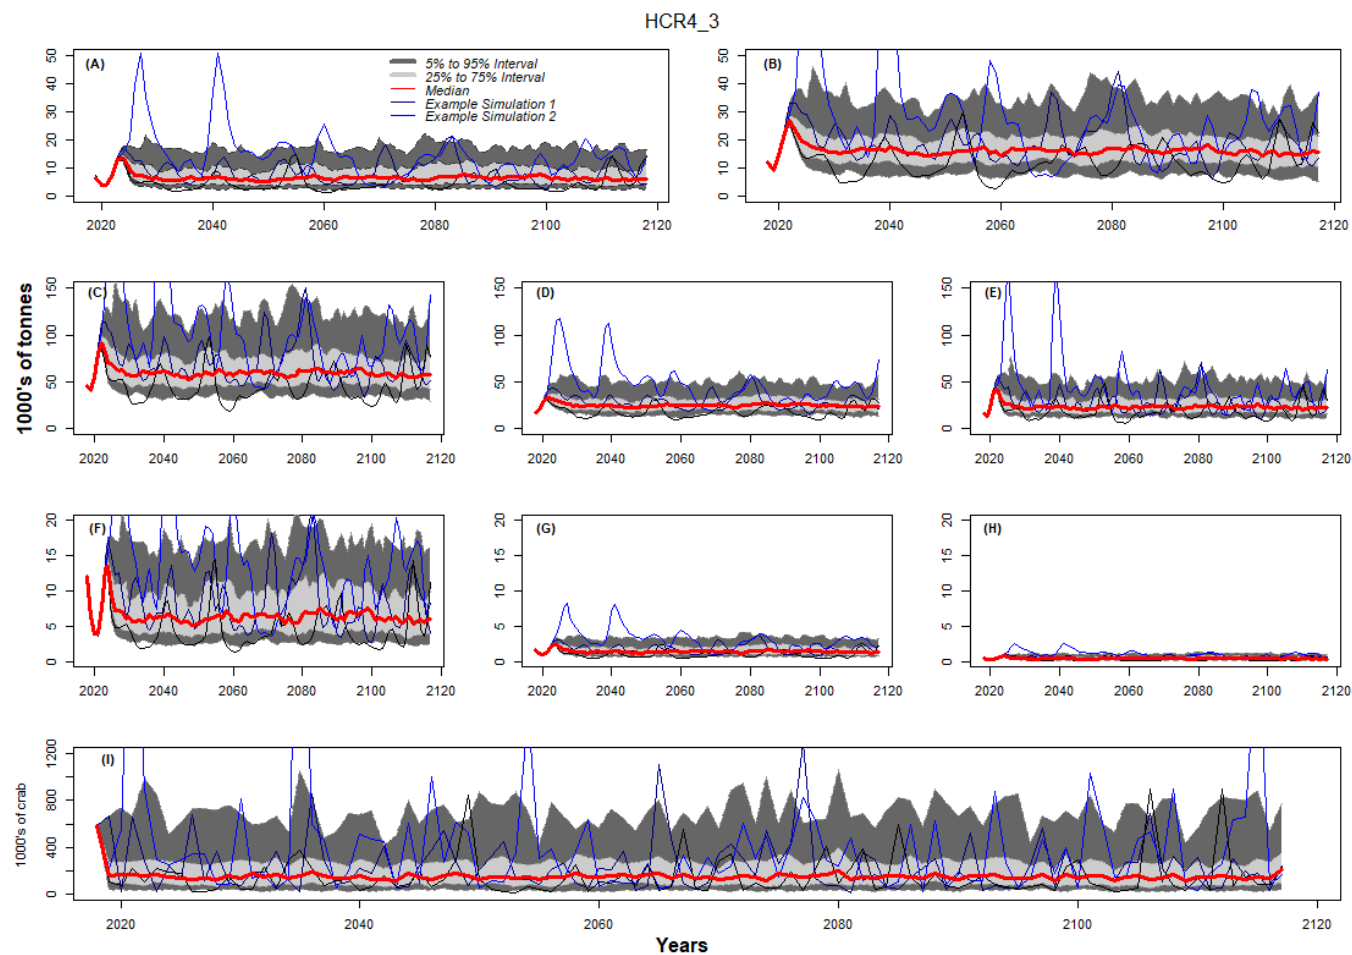 HCR4_3
50
40
30
20
10
0
(A)
5% to 95% Interval
25% to 75% Interval
Median
Example Simulation 1
Example Simulation 2
2020 2040 2060 2080 2100 2120
50
40
30
20
10
0
(B)
2020 2040 2060 2080 2100 2120
1000's of tonnes
150
100
50
0
(C)
2020 2040 2060 2080 2100 2120
150
100
50
0
(D)
2020 2040 2060 2080 2100 2120
150
100
50
0
(E)
2020 2040 2060 2080 2100 2120
20
15
10
5
0
(F)
2020 2040 2060 2080 2100 2120
20
15
10
5
0
(G)
2020 2040 2060 2080 2100 2120
20
15
10
5
0
(H)
2020 2040 2060 2080 2100 2120
1000's of crab
1200
800
400
0
(I)
2020 2040 2060 2080 2100 2120
Years